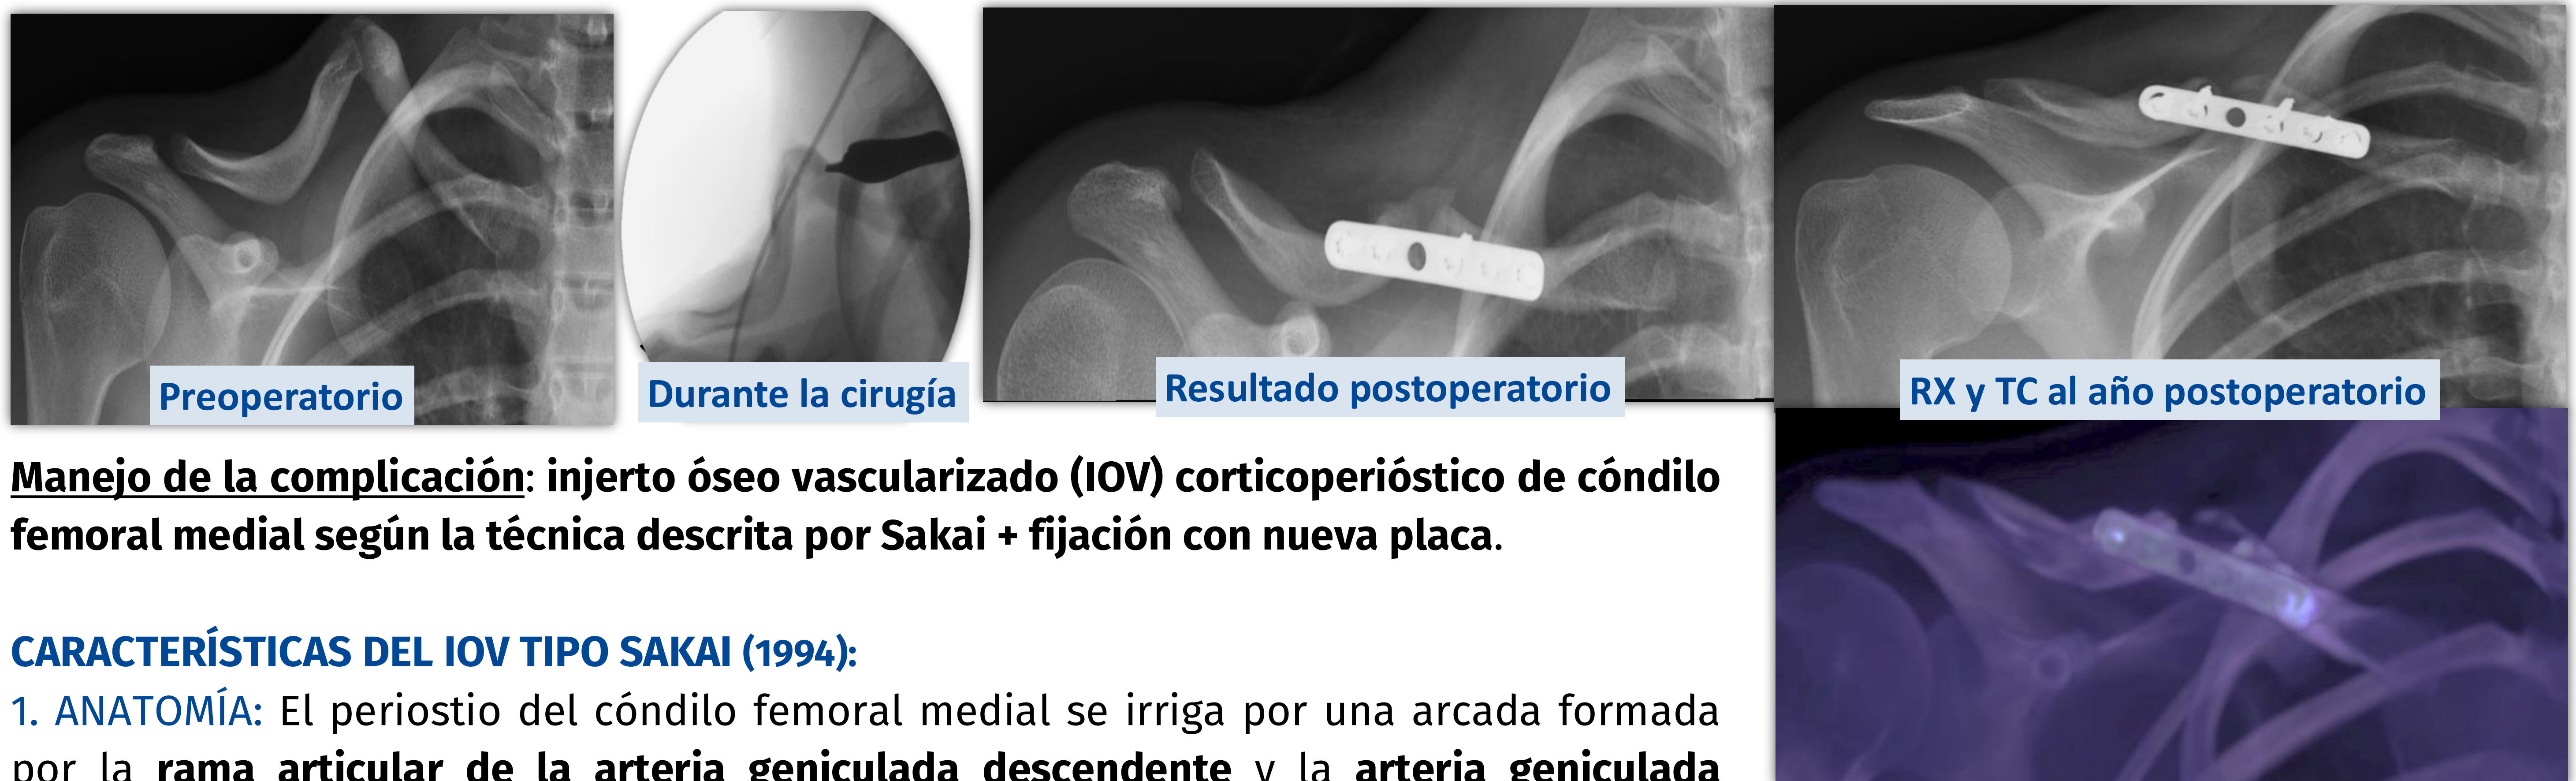 Preoperatorio
Durante la cirugía
Resultado postoperatorio
RX y TC al año postoperatorio
Manejo de la complicación: injerto óseo vascularizado (IOV) corticoperióstico de cóndilo
femoral medial según la técnica descrita por Sakai + fijación con nueva placa.
CARACTERÍSTICAS DEL IOV TIPO SAKAI (1994):
1. ANATOMÍA: El periostio del cóndilo femoral medial se irriga por una arcada formada
por la rama articular de la arteria geniculada descendente y la arteria geniculada